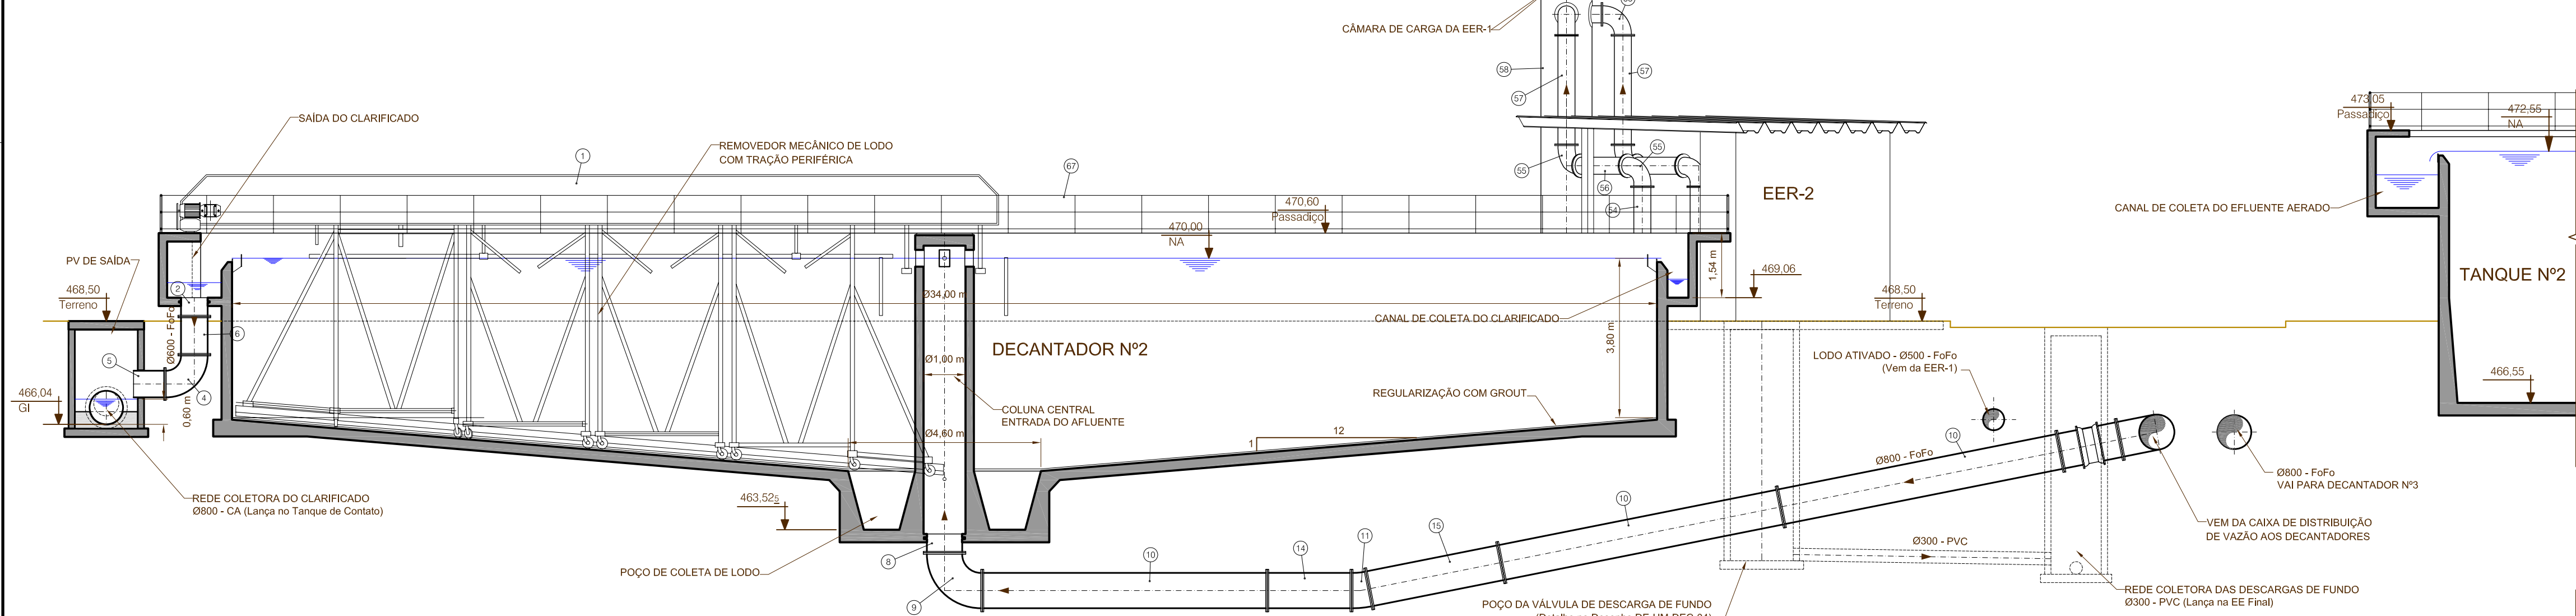 CÂMARA DE CARGA DA EER-1
58
57
57
55
55
56
54
SAÍDA DO CLARIFICADO
REMOVEDOR MECÂNICO DE LODO
COM TRAÇÃO PERIFÉRICA
1
67
470,60
Passadiço
470,00
NA
EER-2
473,05
Passadiço
472,55
NA
CANAL DE COLETA DO EFLUENTE AERADO
TANQUE Nº2
466,55
PV DE SAÍDA
468,50
Terreno
2
6
Ø600 - FoFo
5
4
0,60 m
466,04
GI
Ø34,00 m
Ø1,00 m
DECANTADOR Nº2
COLUNA CENTRAL
ENTRADA DO AFLUENTE
Ø4,60 m
1,54 m
469,06
CANAL DE COLETA DO CLARIFICADO
3,80 m
468,50
Terreno
LODO ATIVADO - Ø500 - FoFo
(Vem da EER-1)
REGULARIZAÇÃO COM GROUT
12
1
REDE COLETORA DO CLARIFICADO
Ø800 - CA (Lança no Tanque de Contato)
463,525
POÇO DE COLETA DE LODO
8
9
10
14
11
15
10
10
Ø800 - FoFo
Ø800 - FoFo
VAI PARA DECANTADOR Nº3
VEM DA CAIXA DE DISTRIBUIÇÃO
DE VAZÃO AOS DECANTADORES
Ø300 - PVC
REDE COLETORA DAS DESCARGAS DE FUNDO
Ø300 - PVC (Lança na EE Final)
POÇO DA VÁLVULA DE DESCARGA DE FUNDO